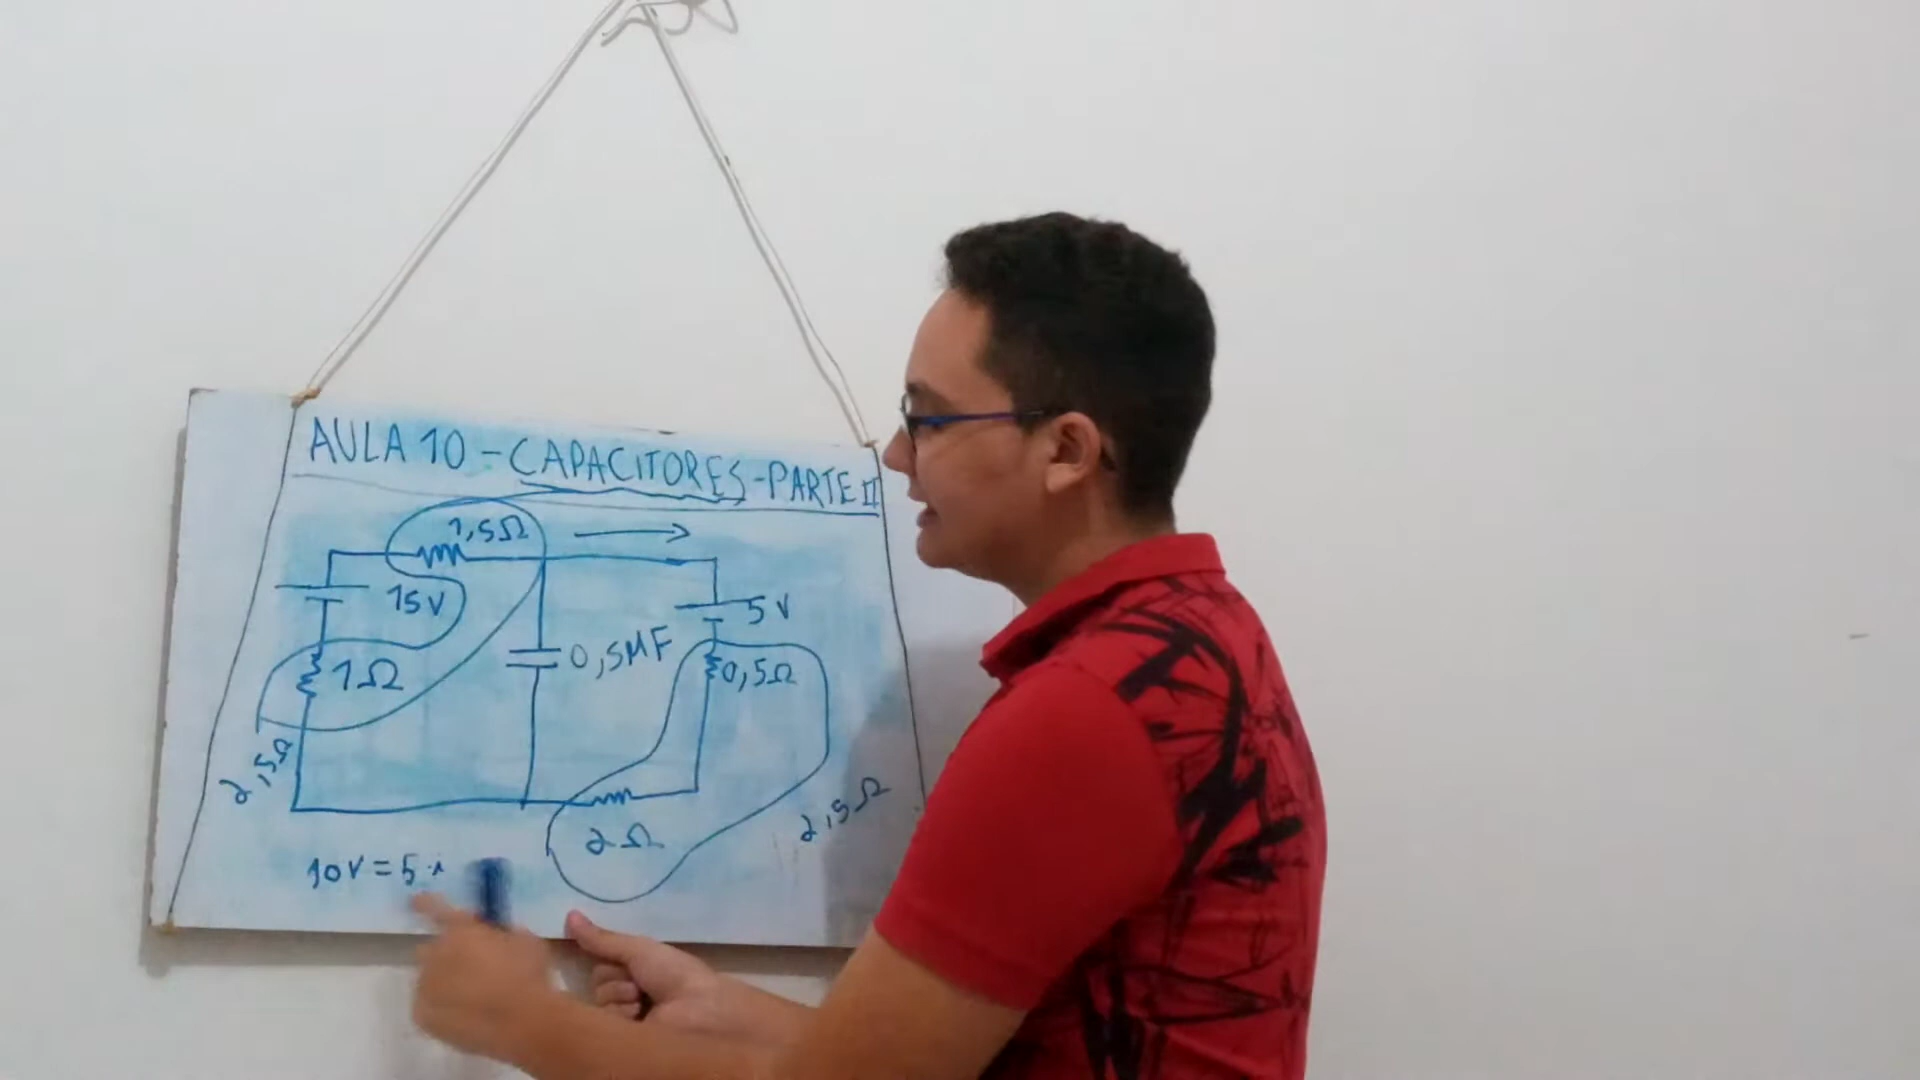 AULA 10 - CAPACITORES - PARTE II
1,5Ω
15V
5V
0,5MF
1Ω
0,5Ω
2,5Ω
2,5Ω
2Ω
10V = 5.i